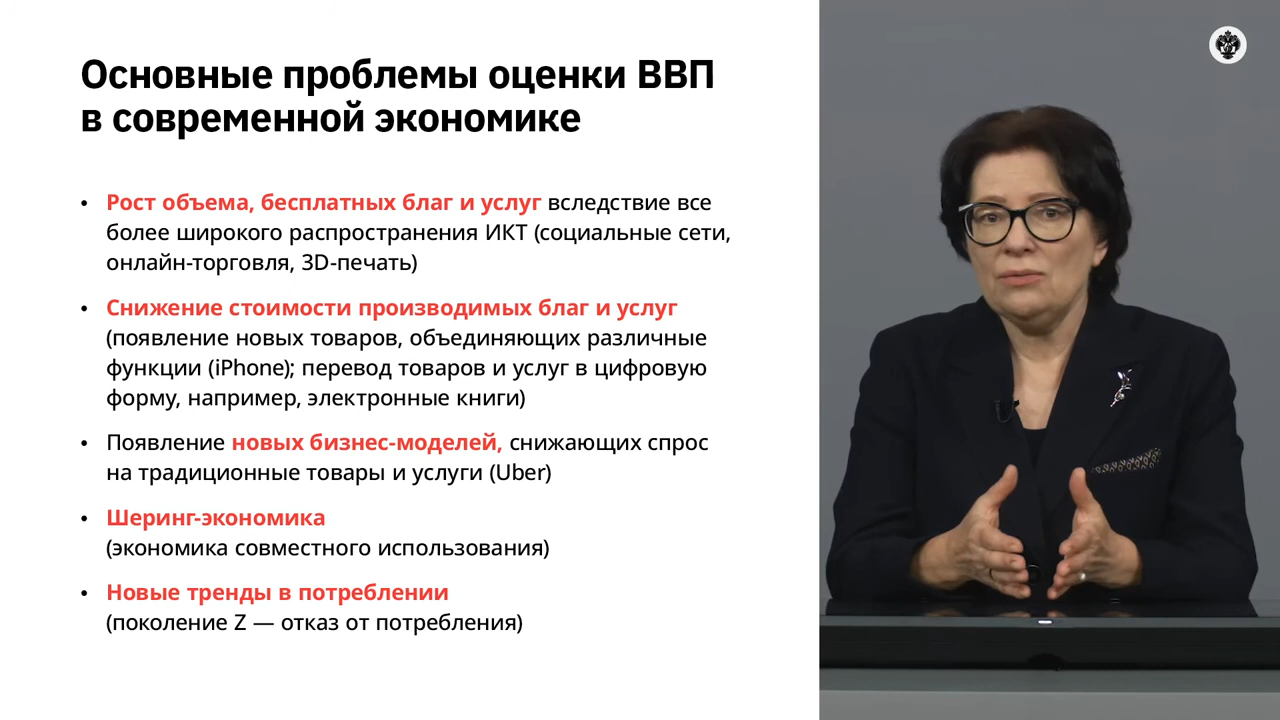 Основные проблемы оценки ВВП
в современной экономике
• Рост объема, бесплатных благ и услуг вследствие все
более широкого распространения ИКТ (социальные сети,
онлайн-торговля, 3D-печать)
• Снижение стоимости производимых благ и услуг
(появление новых товаров, объединяющих различные
функции (iPhone); перевод товаров и услуг в цифровую
форму, например, электронные книги)
• Появление новых бизнес-моделей, снижающих спрос
на традиционные товары и услуги (Uber)
• Шеринг-экономика
(экономика совместного использования)
• Новые тренды в потреблении
(поколение Z — отказ от потребления)